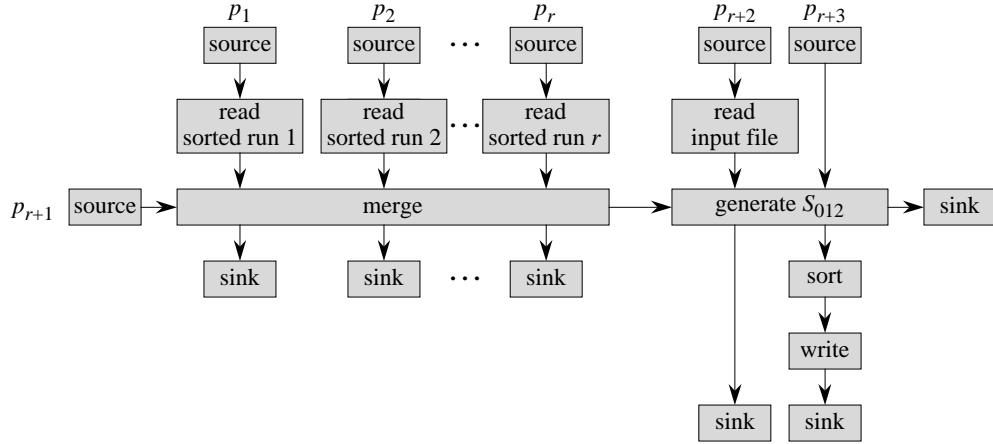 p1 p2 pr pr+2 pr+3
source source ... source source source
read sorted run 1
read sorted run 2
...
read sorted run r
read input file
pr+1 source merge generate S012 sink
sink sink ... sink sort
write
sink sink